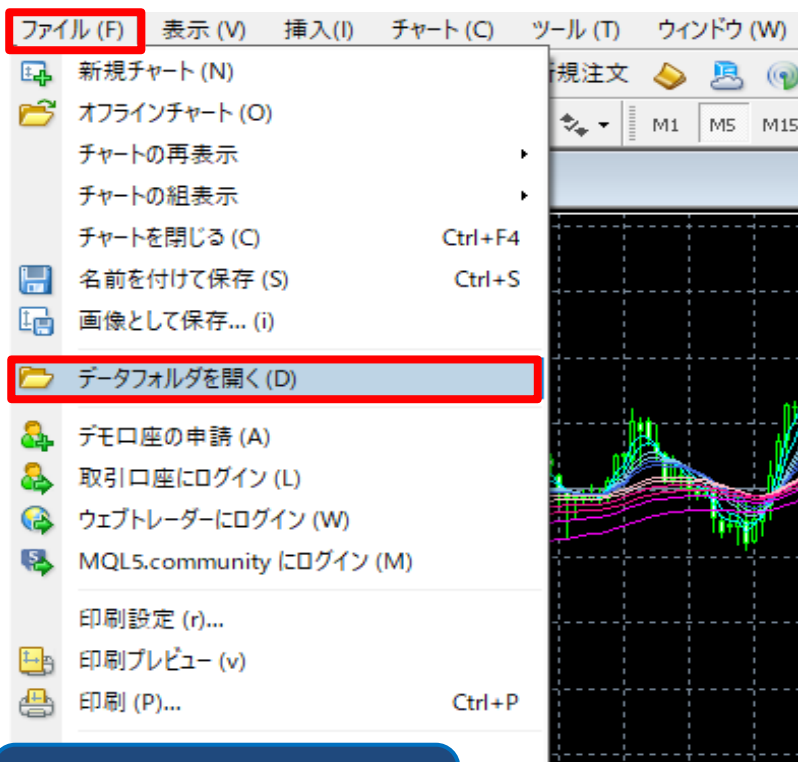 ファイル (F) 表示 (V) 挿入(I) チャート (C) ツール (T) ウィンドウ (W)
新規チャート (N)
規注文
オフラインチャート (O)
M1 M5 M15
チャートの再表示
チャートの組表示
チャートを閉じる (C) Ctrl+F4
名前を付けて保存 (S) Ctrl+S
画像として保存... (i)
データフォルダを開く (D)
デモ口座の申請 (A)
取引口座にログイン (L)
ウェブトレーダーにログイン (W)
MQL5.community にログイン (M)
印刷設定 (r)...
印刷プレビュー (v)
印刷 (P)... Ctrl+P